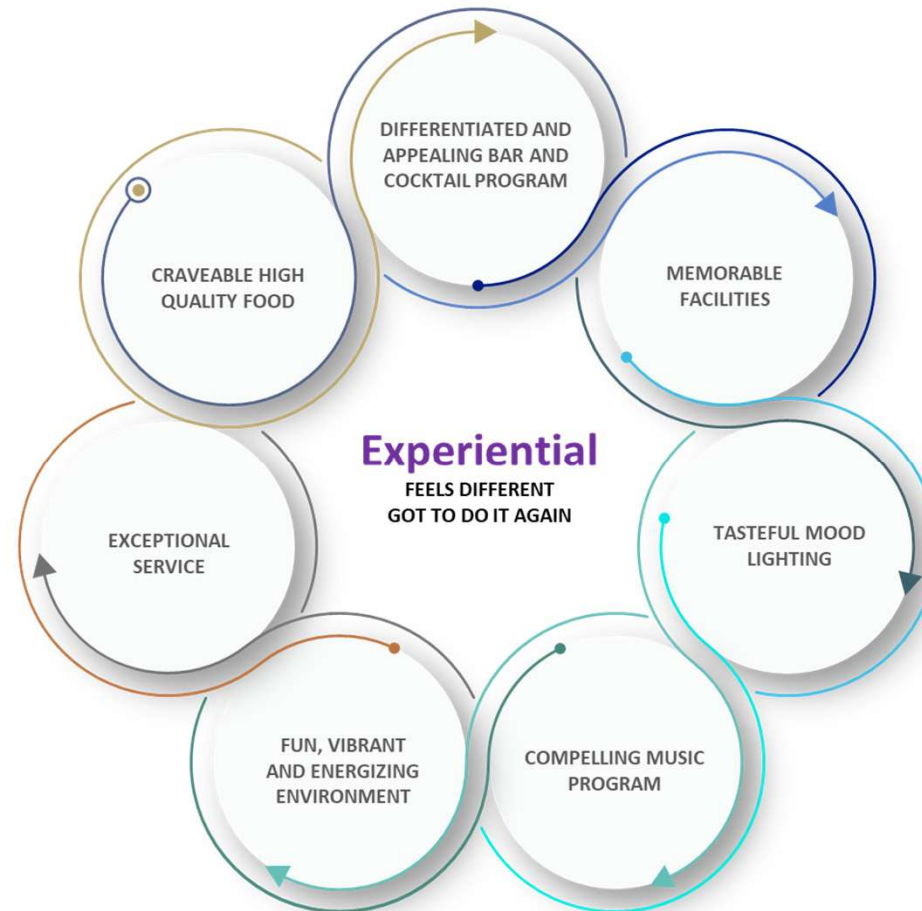 DIFFERENTIATED AND
APPEALING BAR AND
COCKTAIL PROGRAM
CRAVEABLE HIGH
QUALITY FOOD
MEMORABLE
FACILITIES
Experiential
FEELS DIFFERENT
GOT TO DO IT AGAIN
EXCEPTIONAL
SERVICE
TASTEFUL MOOD
LIGHTING
FUN, VIBRANT
AND ENERGIZING
ENVIRONMENT
COMPELLING MUSIC
PROGRAM